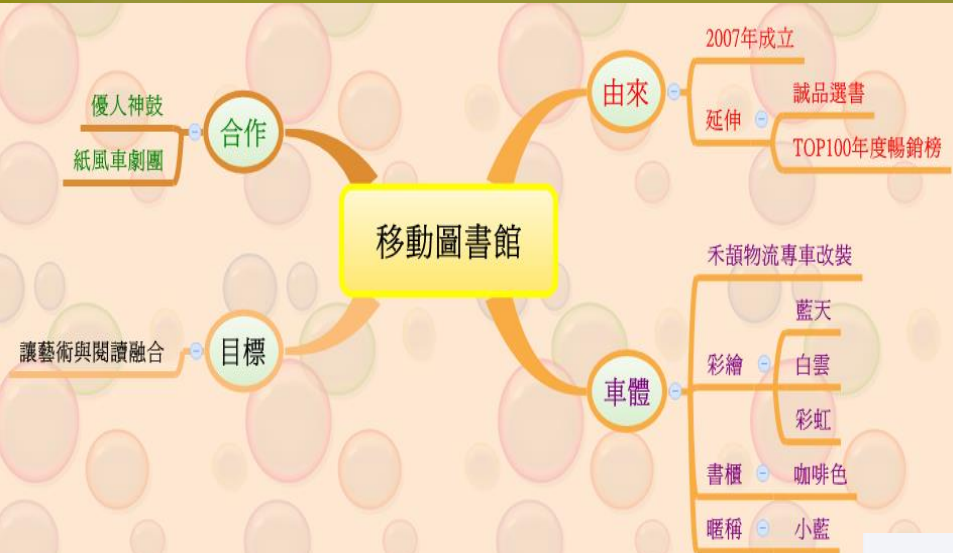 移動圖書館
由來
2007年成立
延伸
誠品選書
TOP100年度暢銷榜
車體
禾頡物流專車改裝
彩繪
藍天
白雲
彩虹
書櫃
咖啡色
暱稱
小藍
合作
優人神鼓
紙風車劇團
目標
讓藝術與閱讀融合